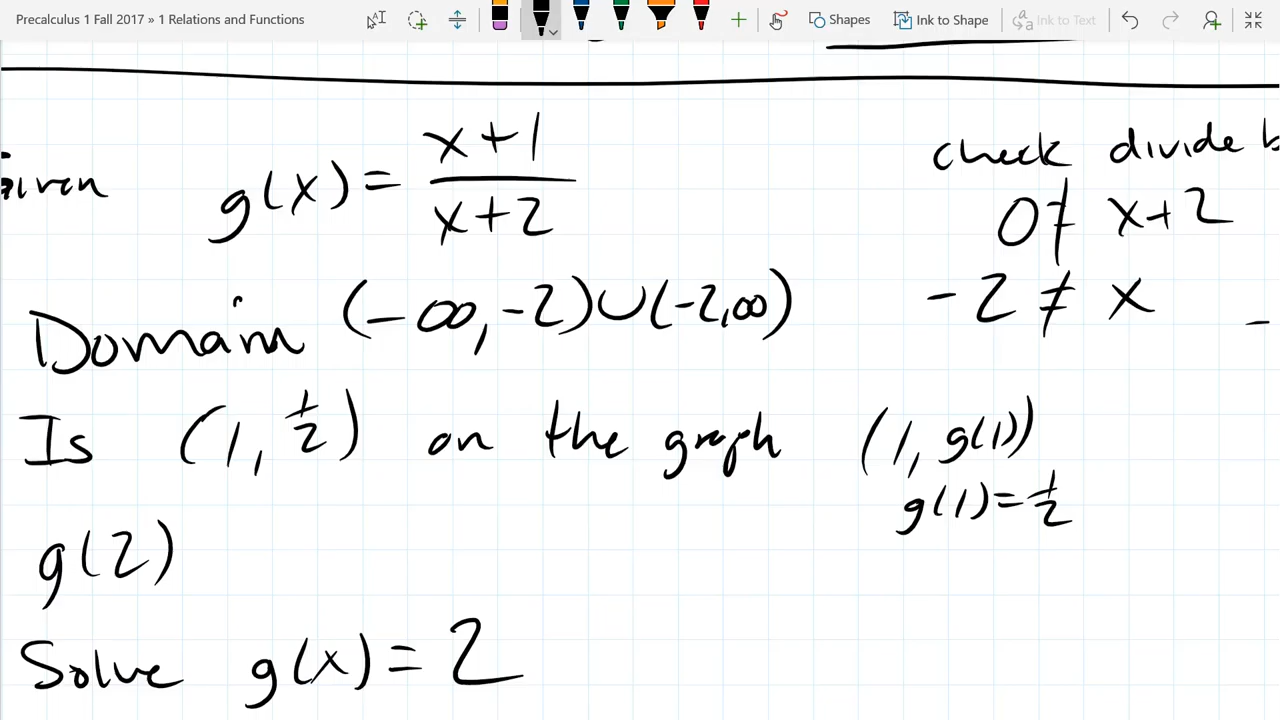 Precalculus 1 Fall 2017 » 1 Relations and Functions Shapes Ink to Shape Ink to Text
Given g(x) = (x+1)/(x+2)
check divide b
0 ≠ x+2
Domain (-∞, -2)∪(-2,∞)
-2 ≠ x
Is (1, 1/2) on the graph (1, g(1))
g(1) = 1/2
g(2)
Solve g(x) = 2